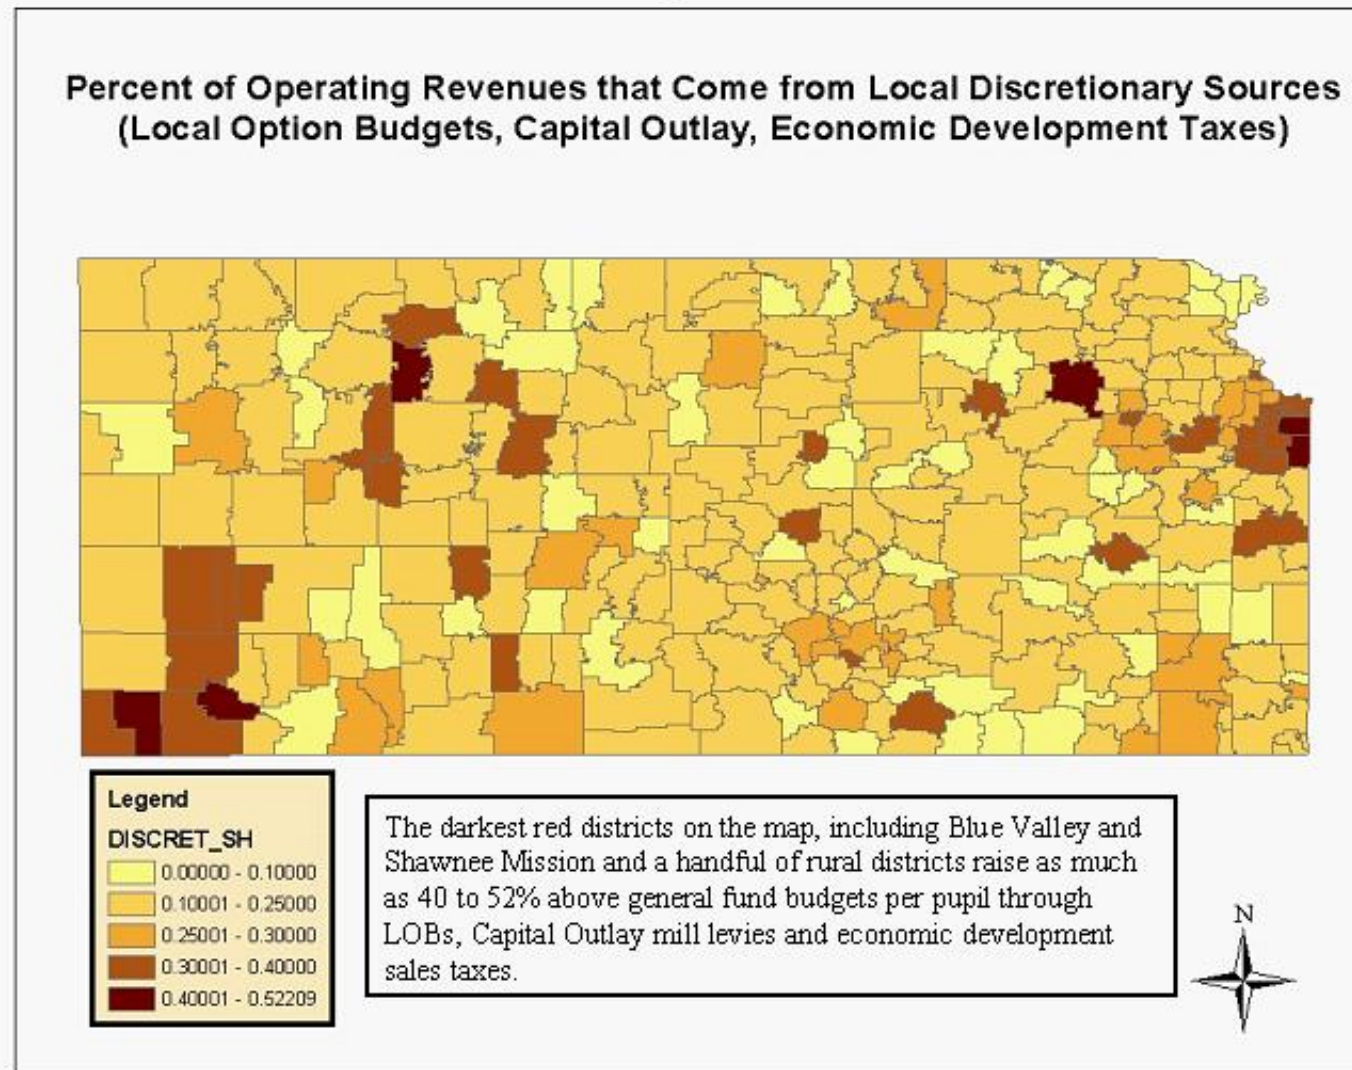 Percent of Operating Revenues that Come from Local Discretionary Sources
(Local Option Budgets, Capital Outlay, Economic Development Taxes)
Legend
DISCRET_SH
0.00000 - 0.10000
0.10001 - 0.25000
0.25001 - 0.30000
0.30001 - 0.40000
0.40001 - 0.52209
The darkest red districts on the map, including Blue Valley and
Shawnee Mission and a handful of rural districts raise as much
as 40 to 52% above general fund budgets per pupil through
LOBs, Capital Outlay mill levies and economic development
sales taxes.
N